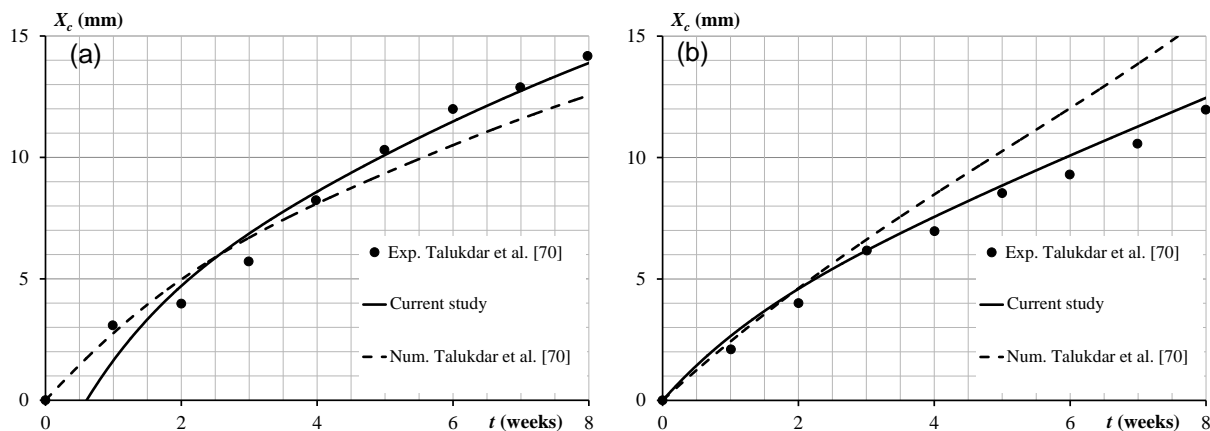 X_c (mm)
(a)
15
10
5
0
0 2 4 6 8
t (weeks)
Exp. Talukdar et al. [70]
Current study
Num. Talukdar et al. [70]
X_c (mm)
(b)
15
10
5
0
0 2 4 6 8
t (weeks)
Exp. Talukdar et al. [70]
Current study
Num. Talukdar et al. [70]